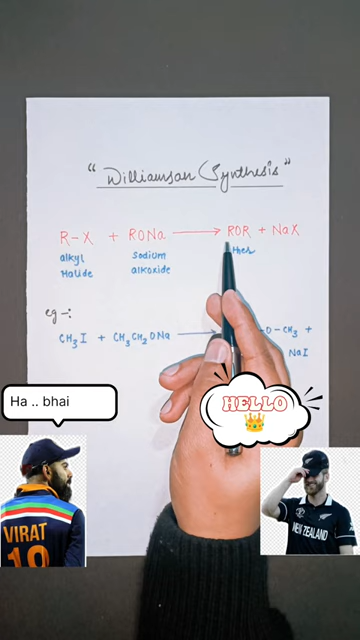 "Williamson Synthesis"
R-X + RONa ⟶ ROR + NaX
alkyl Halide
Sodium alkoxide
eg -:
CH₃I + CH₃CH₂ONa ⟶ O-CH₃ +
NaI
Ha .. bhai
HELLO
VIRAT
NEW ZEALAND